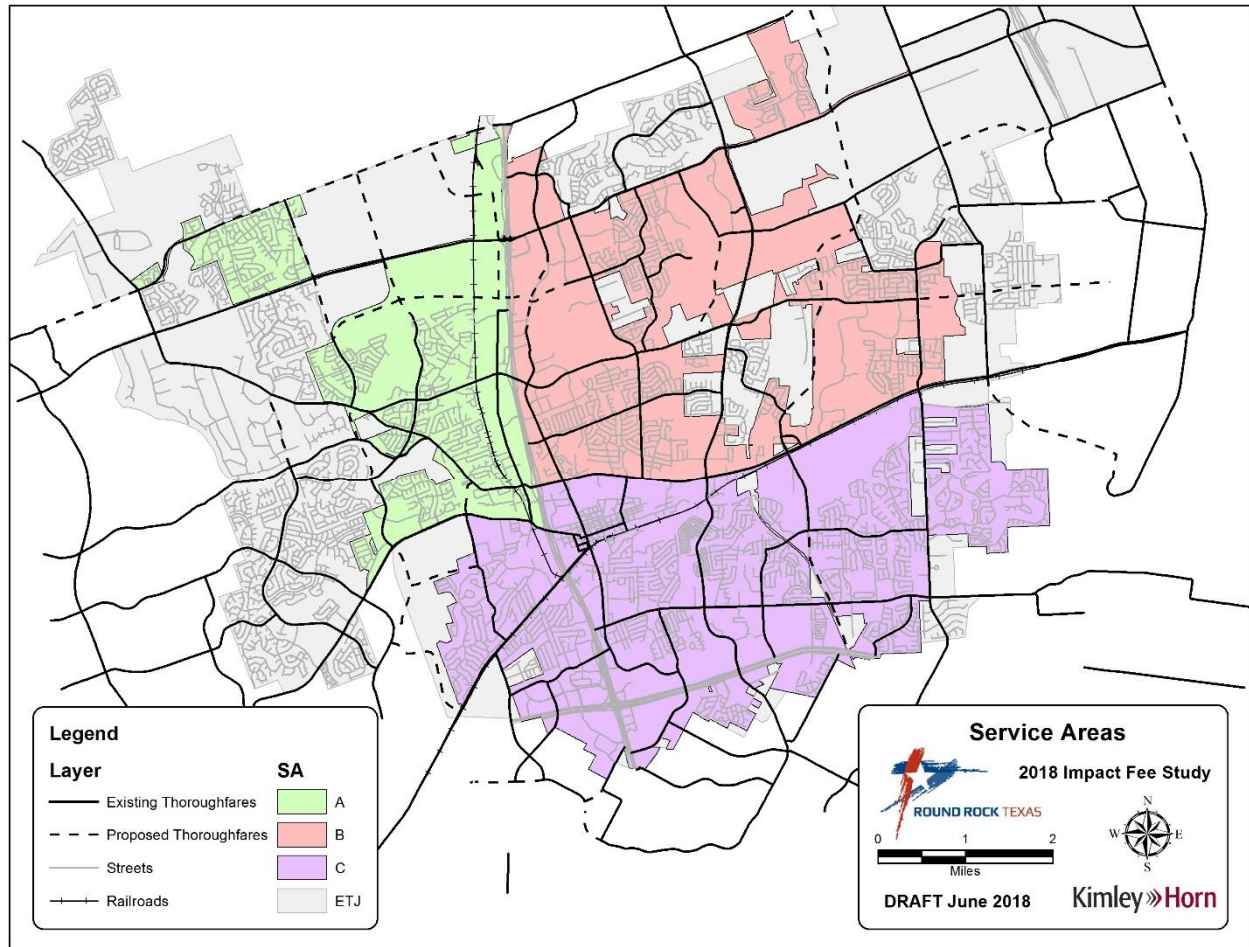 Legend
Layer SA
Existing Thoroughfares A
Proposed Thoroughfares B
Streets C
Railroads ETJ
Service Areas
2018 Impact Fee Study
ROUND ROCK TEXAS
N
W E
S
0 1 2
Miles
DRAFT June 2018
Kimley»Horn